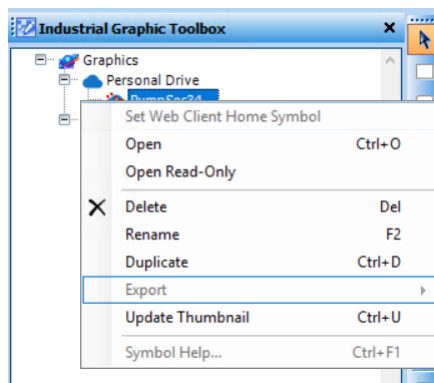 Industrial Graphic Toolbox
Graphics
Personal Drive
PumpSec34
Set Web Client Home Symbol
Open Ctrl+O
Open Read-Only
Delete Del
Rename F2
Duplicate Ctrl+D
Export
Update Thumbnail Ctrl+U
Symbol Help... Ctrl+F1